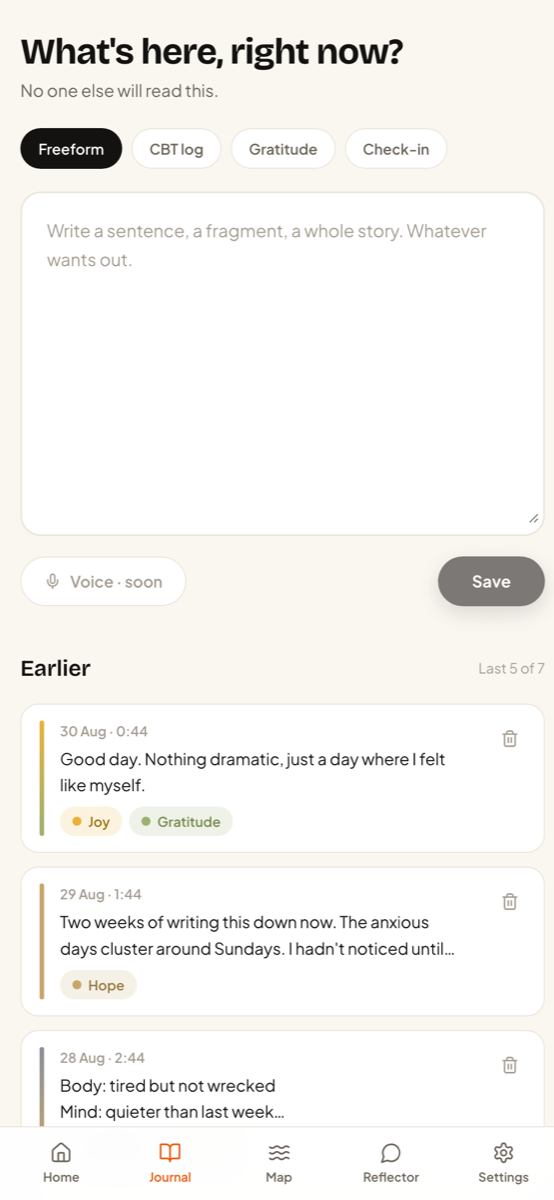 What's here, right now?
No one else will read this.
Freeform CBT log Gratitude Check-in
Write a sentence, a fragment, a whole story. Whatever
wants out.
Voice · soon Save
Earlier Last 5 of 7
30 Aug · 0:44
Good day. Nothing dramatic, just a day where I felt
like myself.
Joy Gratitude
29 Aug · 1:44
Two weeks of writing this down now. The anxious
days cluster around Sundays. I hadn't noticed until…
Hope
28 Aug · 2:44
Body: tired but not wrecked
Mind: quieter than last week…
Home Journal Map Reflector Settings